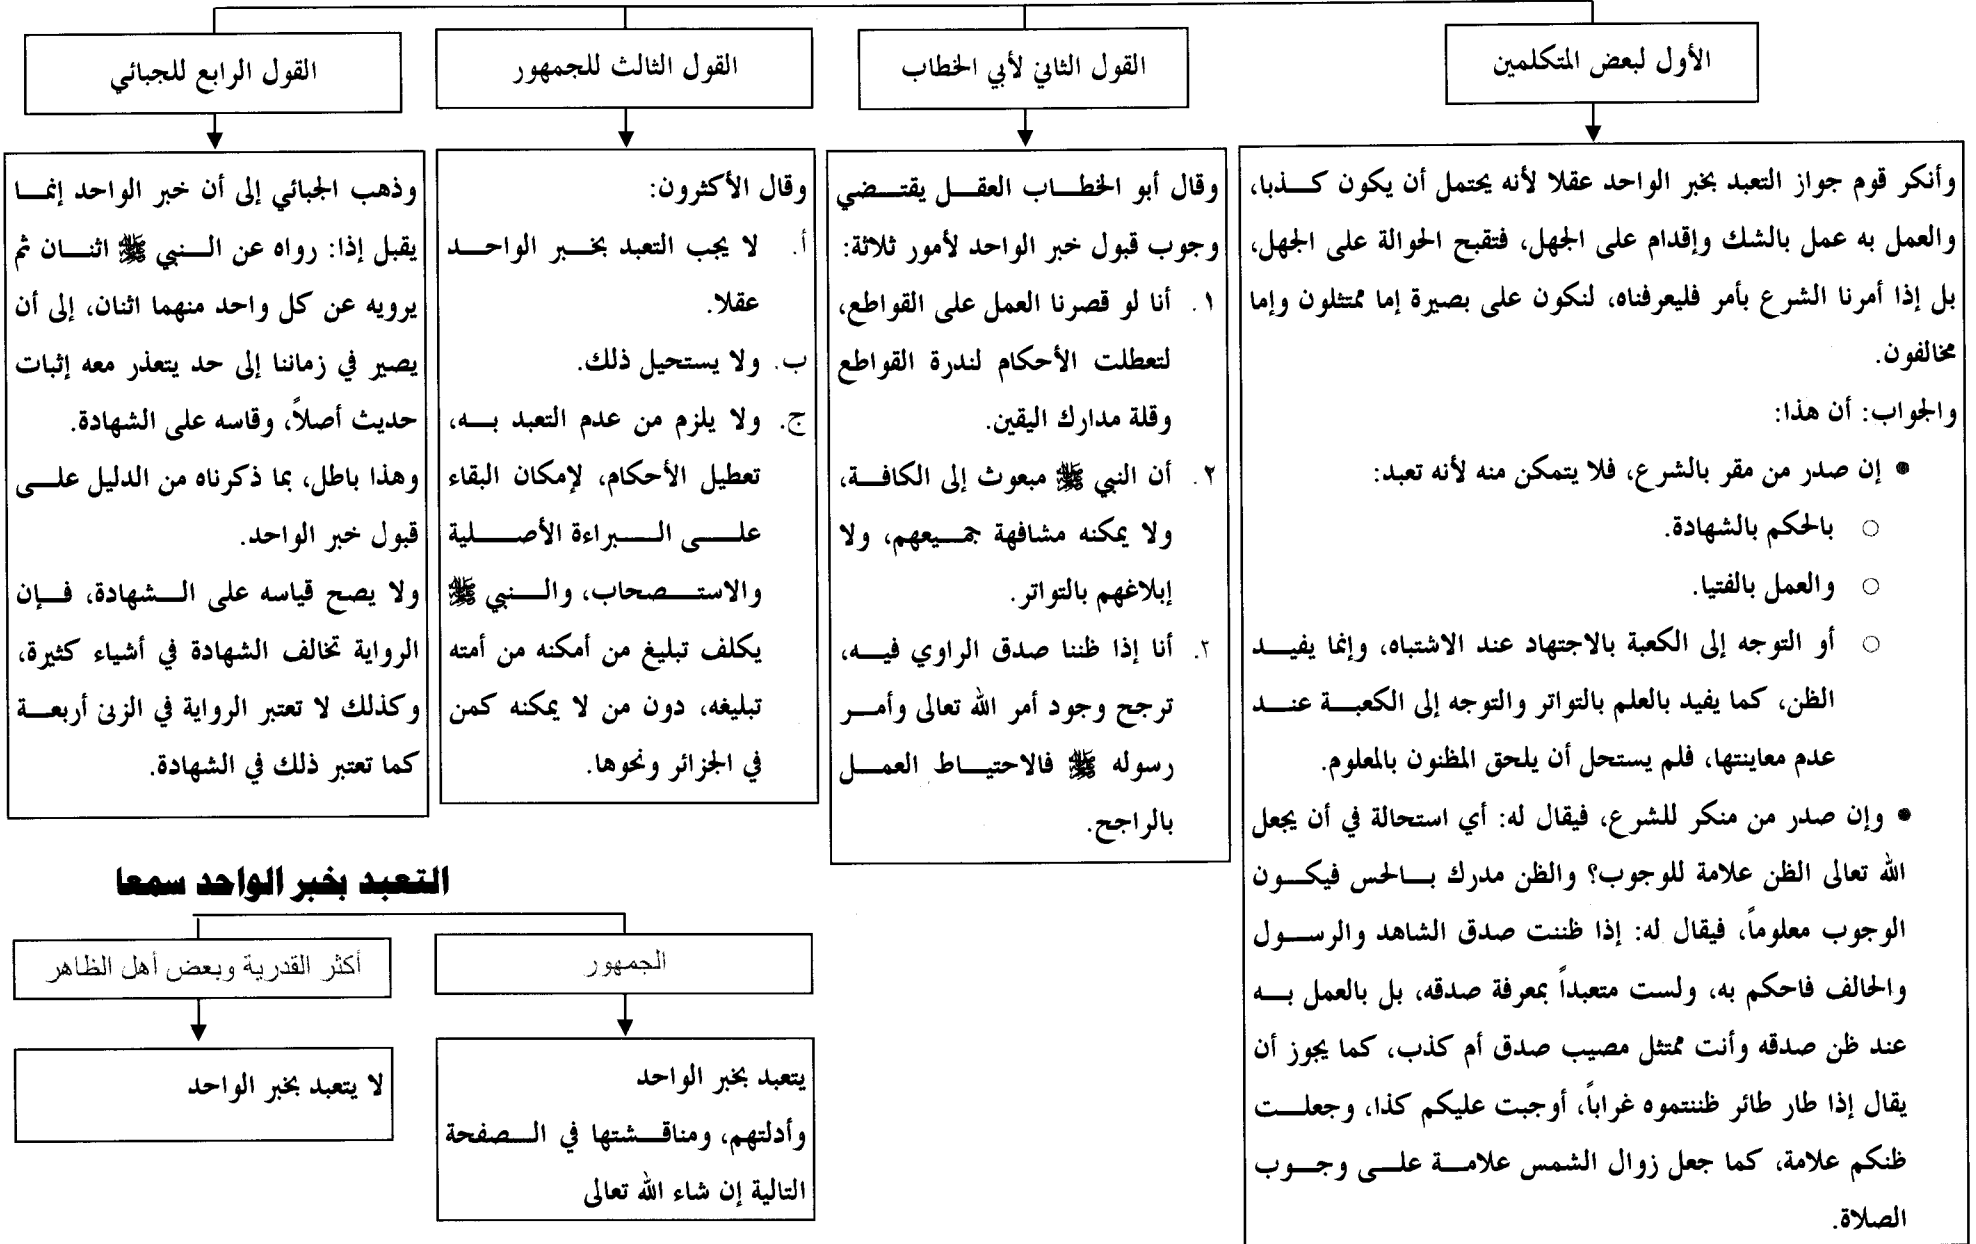 الأول لبعض المتكلمين
وأنكر قوم جواز التعبد بخبر الواحد عقلا لأنه يحتمل أن يكون كذبا،
والعمل به عمل بالشك وإقدام على الجهل، فتقبح الحوالة على الجهل،
بل إذا أمرنا الشرع بأمر فليعرفناه، لنكون على بصيرة إما ممتثلون وإما
مخالفون.
والجواب: أن هذا:
● إن صدر من مقر بالشرع، فلا يتمكن منه لأنه تعبد:
○ بالحكم بالشهادة.
○ والعمل بالفتيا.
○ أو التوجه إلى الكعبة بالاجتهاد عند الاشتباه، وإنما يفيد
الظن، كما يفيد بالعلم بالتواتر والتوجه إلى الكعبة عند
عدم معاينتها، فلم يستحل أن يلحق المظنون بالمعلوم.
● وإن صدر من منكر للشرع، فيقال له: أي استحالة في أن يجعل
الله تعالى الظن علامة للوجوب؟ والظن مدرك بالحس فيكون
الوجوب معلوماً، فيقال له: إذا ظننت صدق الشاهد والرسول
والحالف فاحكم به، ولست متعبداً بمعرفة صدقه، بل بالعمل به
عند ظن صدقه وأنت ممتثل مصيب صدق أم كذب، كما يجوز أن
يقال إذا طار طائر ظننتموه غراباً، أوجبت عليكم كذا، وجعلت
ظنكم علامة، كما جعل زوال الشمس علامة على وجوب
الصلاة.
القول الثاني لأبي الخطاب
وقال أبو الخطاب العقل يقتضي
وجوب قبول خبر الواحد لأمور ثلاثة:
١. أنا لو قصرنا العمل على القواطع،
لتعطلت الأحكام لندرة القواطع
وقلة مدارك اليقين.
٢. أن النبي ﷺ مبعوث إلى الكافة،
ولا يمكنه مشافهة جميعهم، ولا
إبلاغهم بالتواتر.
٣. أنا إذا ظننا صدق الراوي فيه،
ترجح وجود أمر الله تعالى وأمر
رسوله ﷺ فالاحتياط العمل
بالراجح.
القول الثالث للجمهور
وقال الأكثرون:
أ. لا يجب التعبد بخبر الواحد
عقلا.
ب. ولا يستحيل ذلك.
ج. ولا يلزم من عدم التعبد به،
تعطيل الأحكام، لإمكان البقاء
على البراءة الأصلية
والاستصحاب، والنبي ﷺ
يكلف تبليغ من أمكنه من أمته
تبليغه، دون من لا يمكنه كمن
في الجزائر ونحوها.
القول الرابع للجبائي
وذهب الجبائي إلى أن خبر الواحد إنما
يقبل إذا: رواه عن النبي ﷺ اثنان ثم
يرويه عن كل واحد منهما اثنان، إلى أن
يصير في زماننا إلى حد يتعذر معه إثبات
حديث أصلاً، وقاسه على الشهادة.
وهذا باطل، بما ذكرناه من الدليل على
قبول خبر الواحد.
ولا يصح قياسه على الشهادة، فإن
الرواية تخالف الشهادة في أشياء كثيرة،
وكذلك لا تعتبر الرواية في الزنى أربعة
كما تعتبر ذلك في الشهادة.
التعبد بخبر الواحد سمعا
الجمهور
يتعبد بخبر الواحد
وأدلتهم، ومناقشتها في الصفحة
التالية إن شاء الله تعالى
أكثر القدرية وبعض أهل الظاهر
لا يتعبد بخبر الواحد